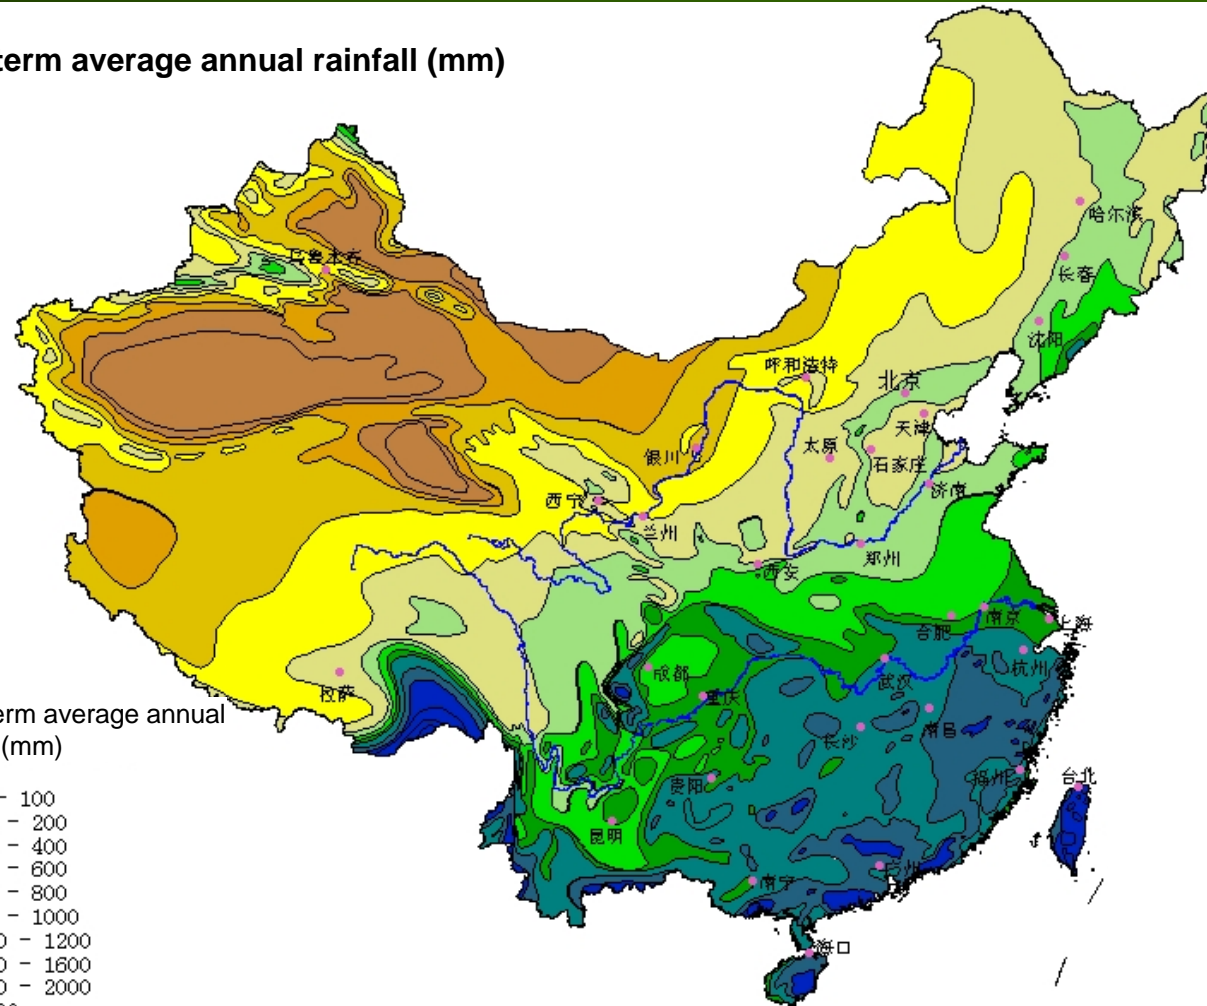 term average annual rainfall (mm)
乌鲁木齐
哈尔滨
长春
沈阳
呼和浩特
北京
天津
银川
太原
石家庄
济南
西宁
兰州
郑州
西安
合肥
南京
上海
成都
杭州
拉萨
重庆
武汉
南昌
长沙
贵阳
福州
台北
昆明
广州
南宁
海口
erm average annual
(mm)
- 100
- 200
- 400
- 600
- 800
- 1000
0 - 1200
0 - 1600
0 - 2000